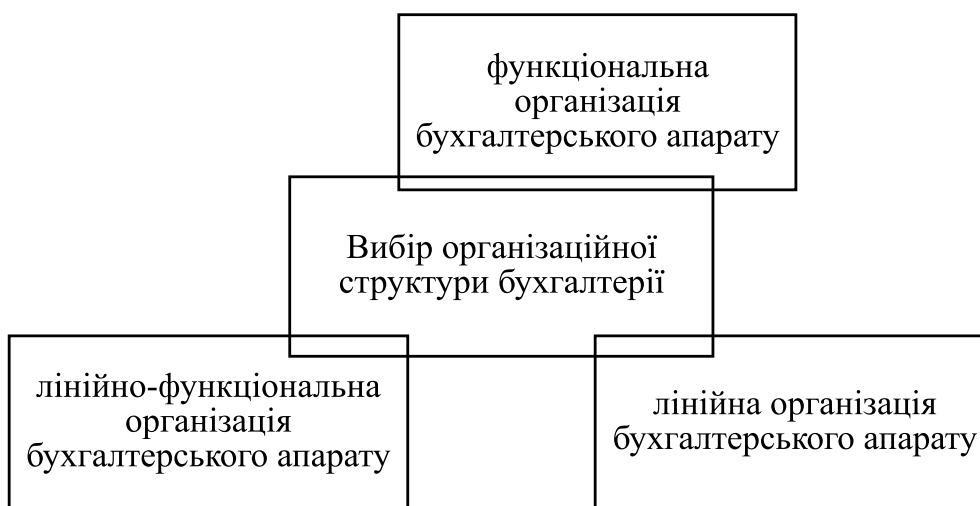 функціональна
організація
бухгалтерського апарату
Вибір організаційної
структури бухгалтерії
лінійно-функціональна
організація
бухгалтерського апарату
лінійна організація
бухгалтерського апарату